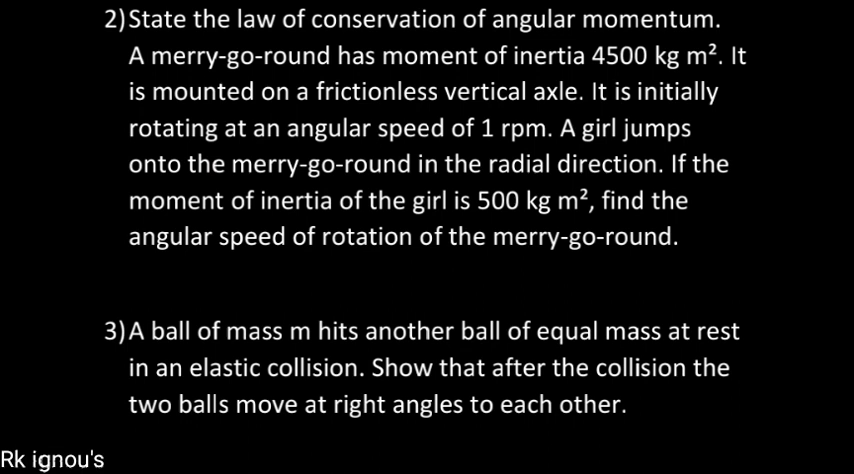 2)State the law of conservation of angular momentum.
A merry-go-round has moment of inertia 4500 kg m². It
is mounted on a frictionless vertical axle. It is initially
rotating at an angular speed of 1 rpm. A girl jumps
onto the merry-go-round in the radial direction. If the
moment of inertia of the girl is 500 kg m², find the
angular speed of rotation of the merry-go-round.
3)A ball of mass m hits another ball of equal mass at rest
in an elastic collision. Show that after the collision the
two balls move at right angles to each other.
Rk ignou's